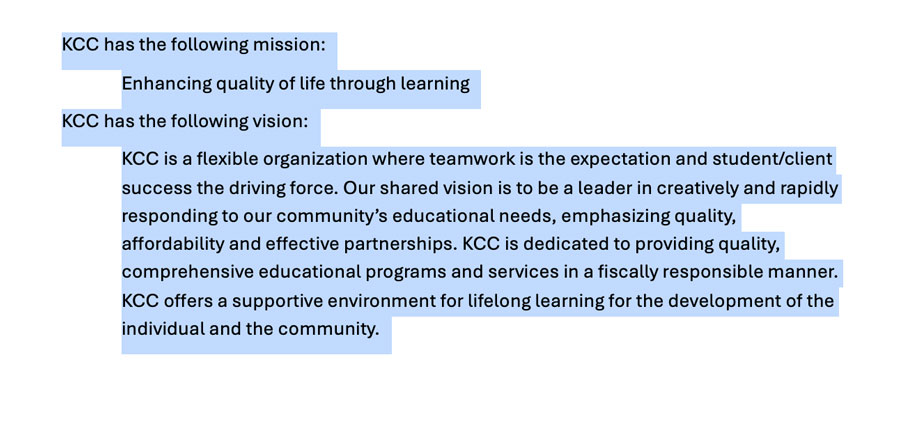 KCC has the following mission:
Enhancing quality of life through learning
KCC has the following vision:
KCC is a flexible organization where teamwork is the expectation and student/client
success the driving force. Our shared vision is to be a leader in creatively and rapidly
responding to our community’s educational needs, emphasizing quality,
affordability and effective partnerships. KCC is dedicated to providing quality,
comprehensive educational programs and services in a fiscally responsible manner.
KCC offers a supportive environment for lifelong learning for the development of the
individual and the community.